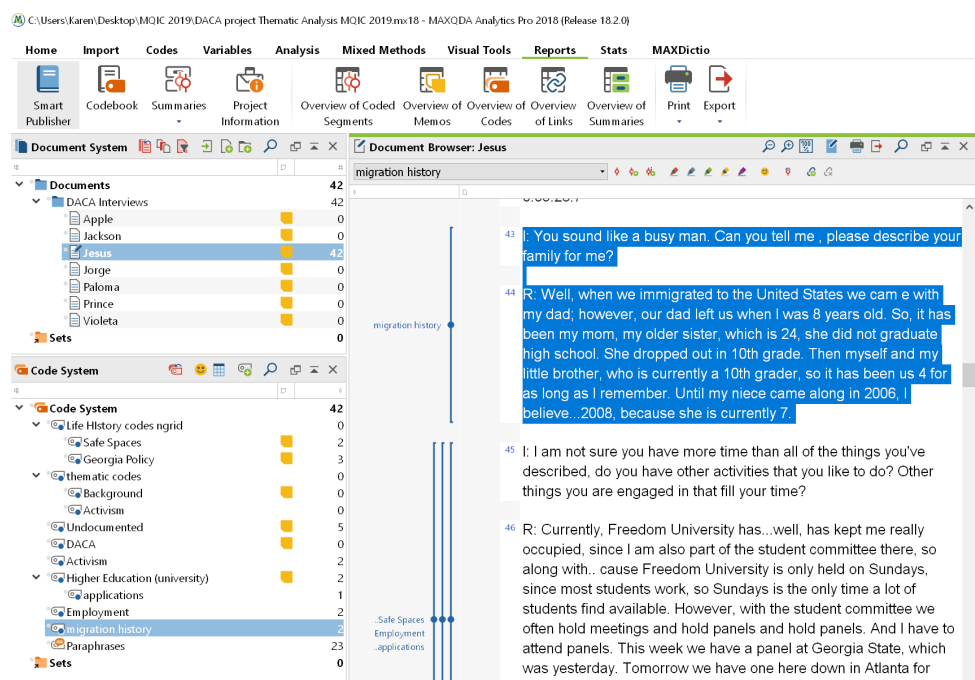 C:\Users\Karen\Desktop\MQIC 2019\DACA project Thematic Analysis MQIC 2019.mx18 - MAXQDA Analytics Pro 2018 (Release 18.2.0)
Home Import Codes Variables Analysis Mixed Methods Visual Tools Reports Stats MAXDictio
Smart Publisher
Codebook
Summaries
Project Information
Overview of Coded Segments
Overview of Memos
Overview of Codes
Overview of Links
Overview of Summaries
Print
Export
Document System
Documents 42
DACA Interviews 42
Apple 0
Jackson 0
Jesus 42
Jorge 0
Paloma 0
Prince 0
Violeta 0
Sets 0
Code System
Code System 42
Life HIstory codes ngrid 0
Safe Spaces 2
Georgia Policy 3
thematic codes 0
Background 0
Activism 0
Undocumented 5
DACA 0
Activism 2
Higher Education (university) 2
applications 1
Employment 2
migration history 2
Paraphrases 23
Sets 0
Document Browser: Jesus
100%
migration history
migration history
43 I: You sound like a busy man. Can you tell me , please describe your
family for me?
44 R: Well, when we immigrated to the United States we cam e with
my dad; however, our dad left us when I was 8 years old. So, it has
been my mom, my older sister, which is 24, she did not graduate
high school. She dropped out in 10th grade. Then myself and my
little brother, who is currently a 10th grader, so it has been us 4 for
as long as I remember. Until my niece came along in 2006, I
believe...2008, because she is currently 7.
45 I: I am not sure you have more time than all of the things you've
described, do you have other activities that you like to do? Other
things you are engaged in that fill your time?
46 R: Currently, Freedom University has...well, has kept me really
occupied, since I am also part of the student committee there, so
along with.. cause Freedom University is only held on Sundays,
since most students work, so Sundays is the only time a lot of
students find available. However, with the student committee we
often hold meetings and hold panels and hold panels. And I have to
attend panels. This week we have a panel at Georgia State, which
was yesterday. Tomorrow we have one here down in Atlanta for
..Safe Spaces
Employment
..applications